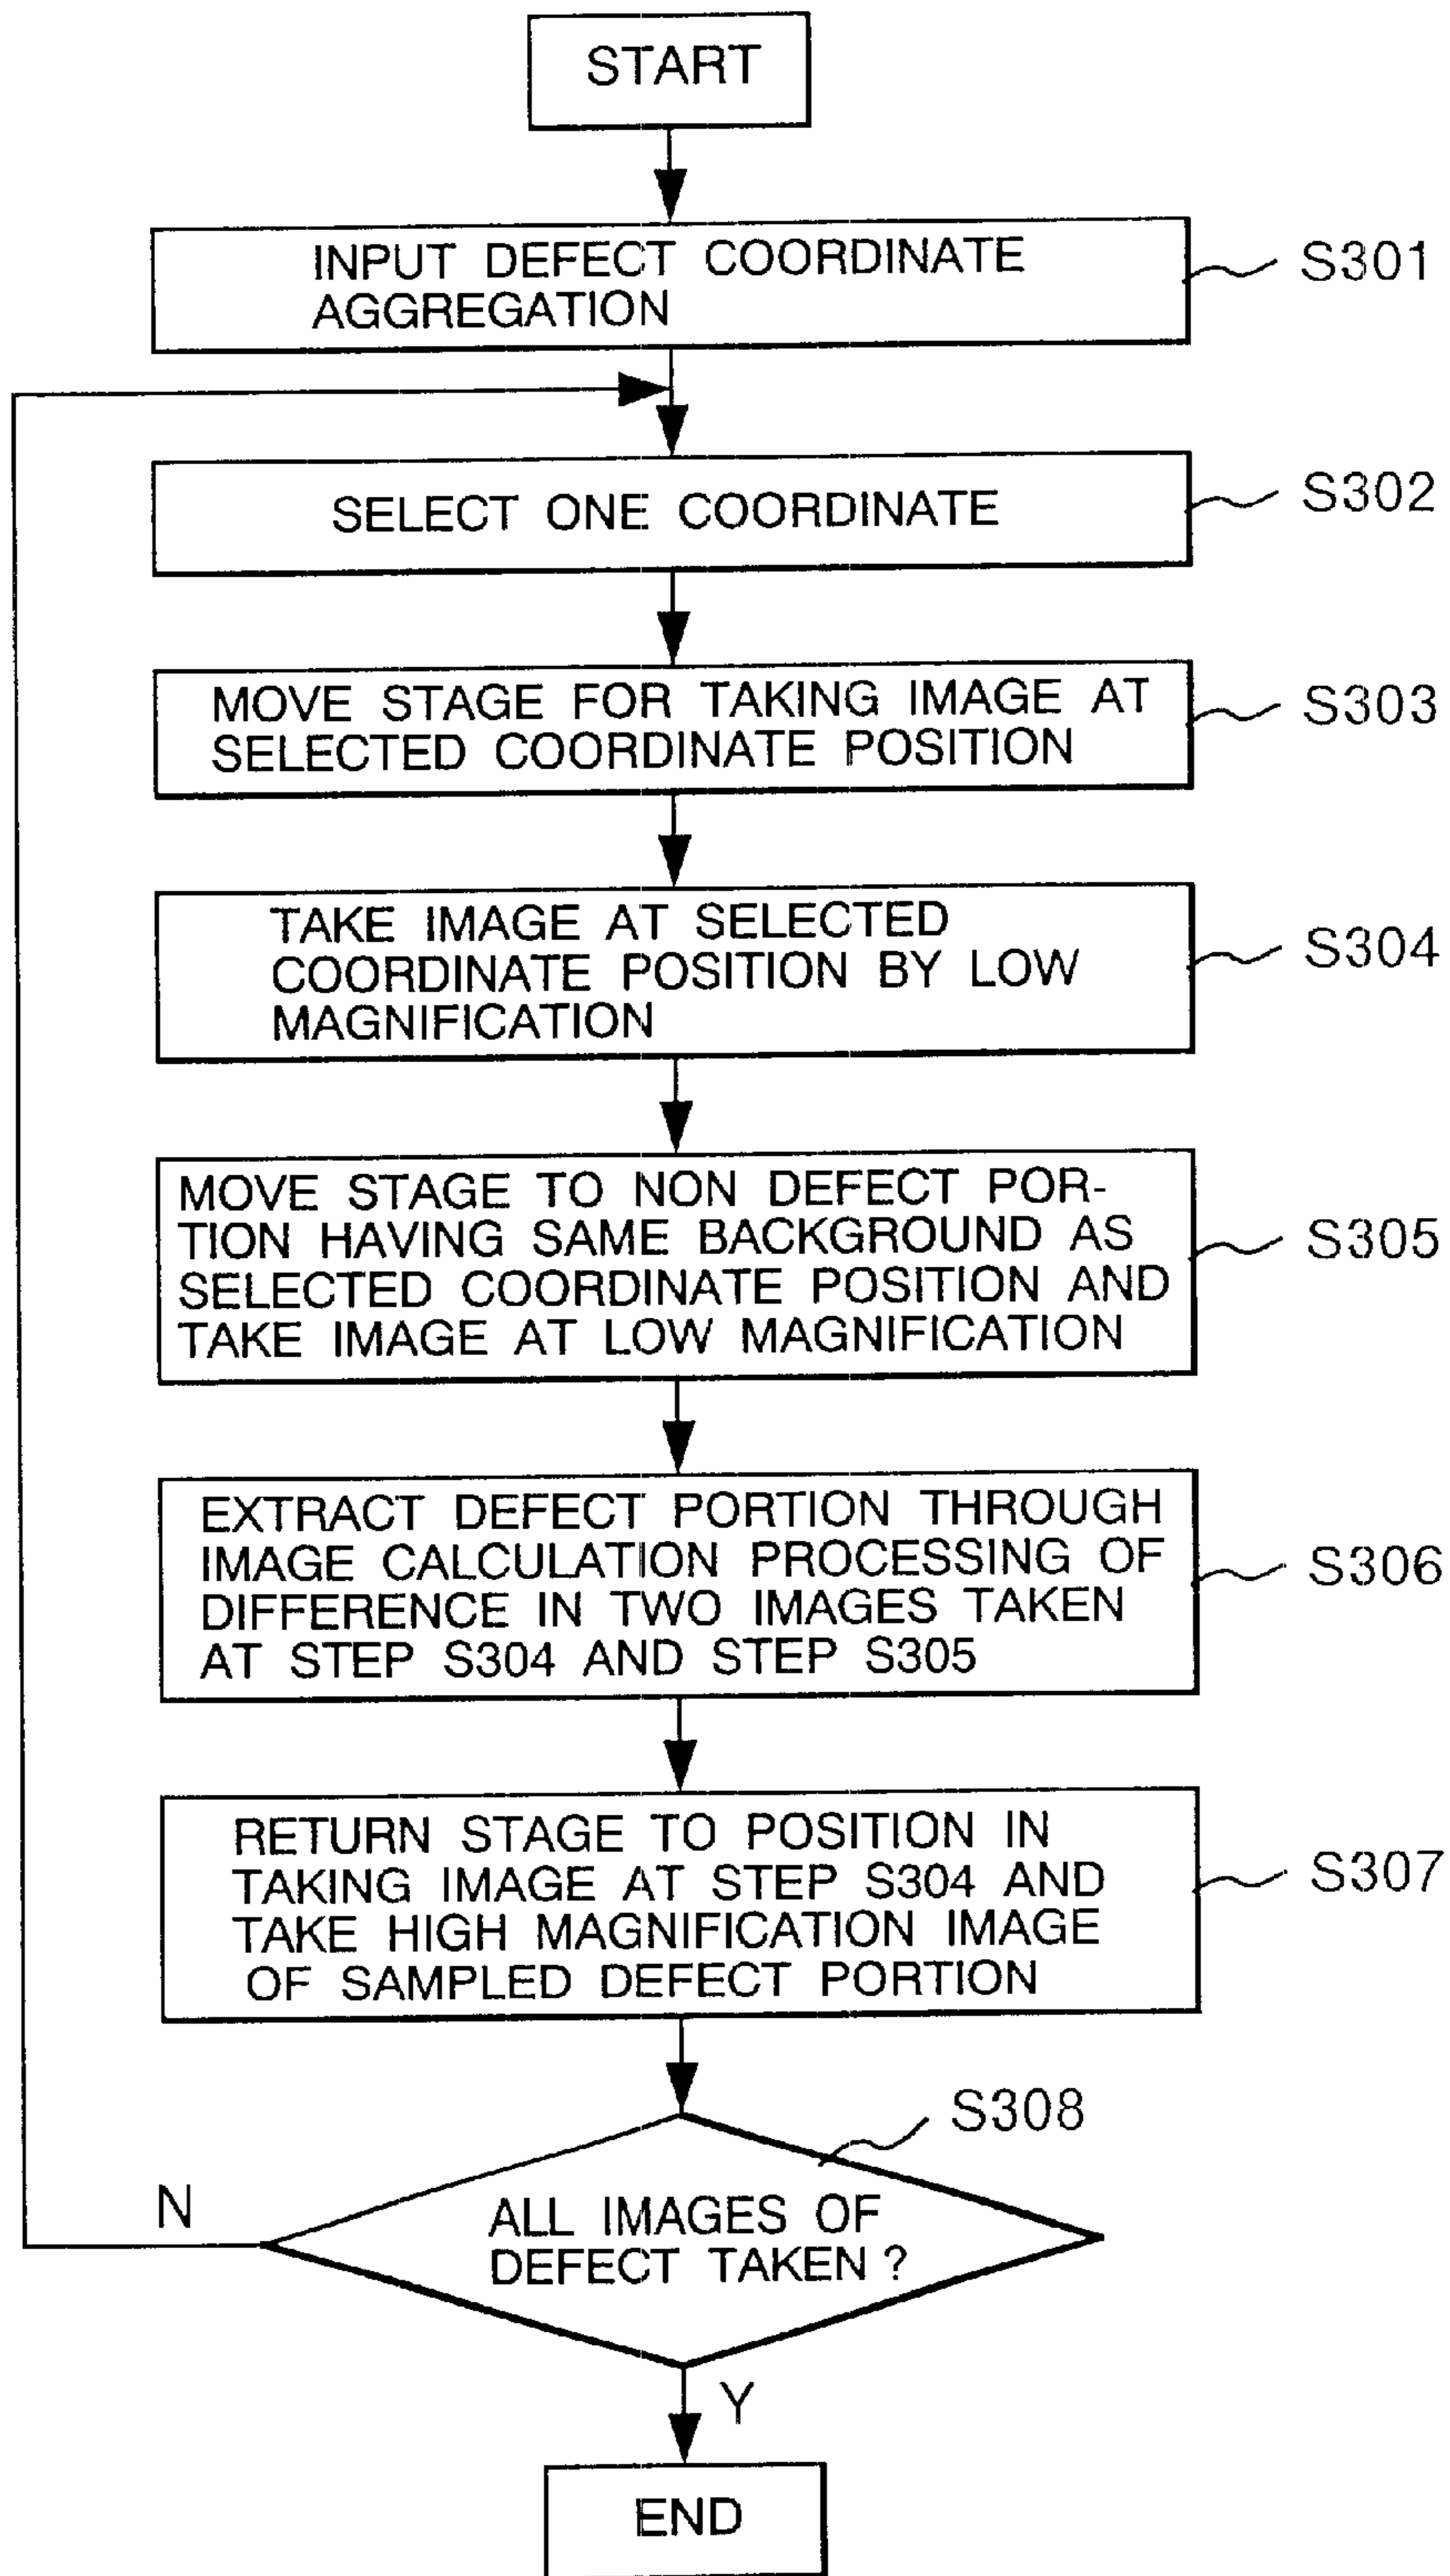 START
INPUT DEFECT COORDINATE
AGGREGATION
S301
SELECT ONE COORDINATE
S302
MOVE STAGE FOR TAKING IMAGE AT
SELECTED COORDINATE POSITION
S303
TAKE IMAGE AT SELECTED
COORDINATE POSITION BY LOW
MAGNIFICATION
S304
MOVE STAGE TO NON DEFECT POR-
TION HAVING SAME BACKGROUND AS
SELECTED COORDINATE POSITION AND
TAKE IMAGE AT LOW MAGNIFICATION
S305
EXTRACT DEFECT PORTION THROUGH
IMAGE CALCULATION PROCESSING OF
DIFFERENCE IN TWO IMAGES TAKEN
AT STEP S304 AND STEP S305
S306
RETURN STAGE TO POSITION IN
TAKING IMAGE AT STEP S304 AND
TAKE HIGH MAGNIFICATION IMAGE
OF SAMPLED DEFECT PORTION
S307
S308
N
ALL IMAGES OF
DEFECT TAKEN ?
Y
END